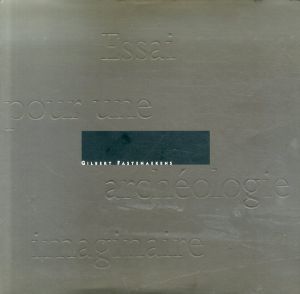 Essai
pour une
GILBERT FASTENAEKENS
archéologie
imaginaire